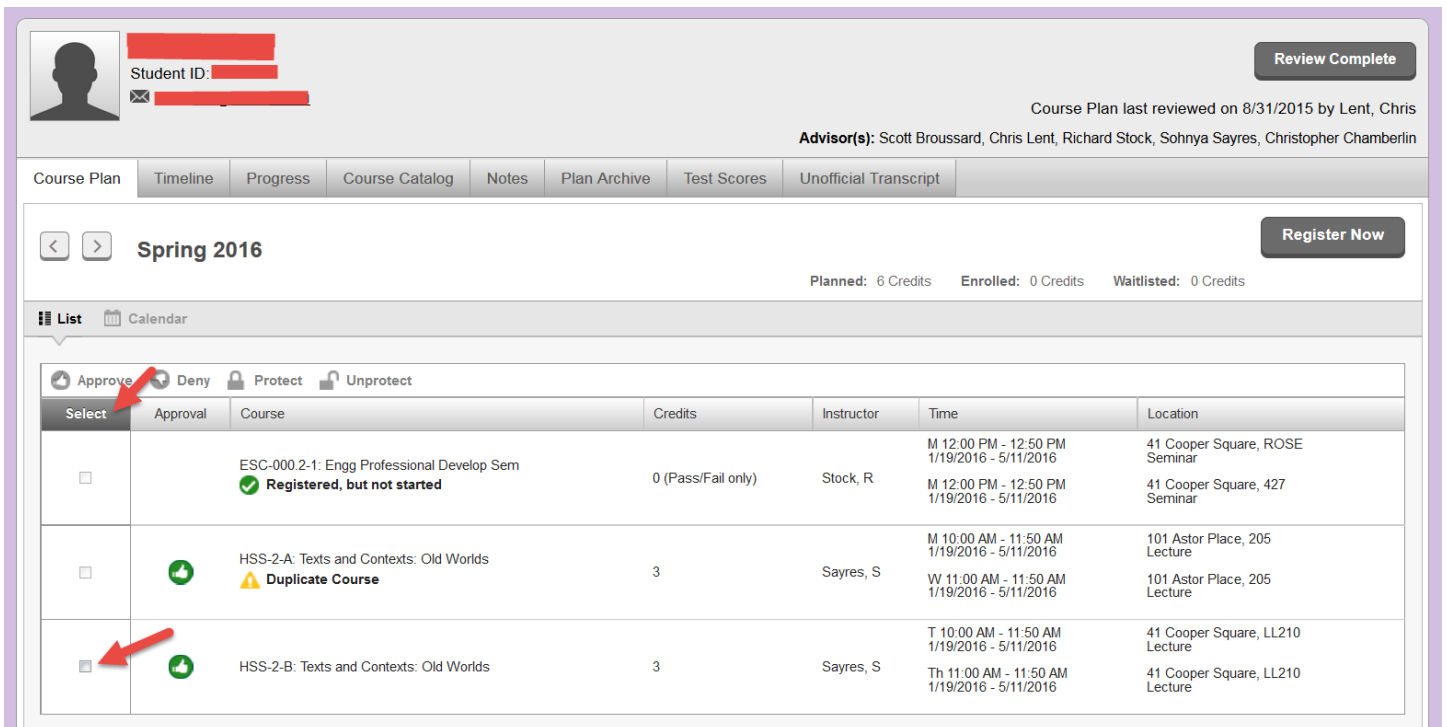 Review Complete
Student ID:
Course Plan last reviewed on 8/31/2015 by Lent, Chris
Advisor(s): Scott Broussard, Chris Lent, Richard Stock, Sohnya Sayres, Christopher Chamberlin
Course Plan Timeline Progress Course Catalog Notes Plan Archive Test Scores Unofficial Transcript
Spring 2016
Register Now
Planned: 6 Credits Enrolled: 0 Credits Waitlisted: 0 Credits
List Calendar
Approve Deny Protect Unprotect
Select Approval Course Credits Instructor Time Location
ESC-000.2-1: Engg Professional Develop Sem
Registered, but not started
0 (Pass/Fail only)
Stock, R
M 12:00 PM - 12:50 PM
1/19/2016 - 5/11/2016
M 12:00 PM - 12:50 PM
1/19/2016 - 5/11/2016
41 Cooper Square, ROSE
Seminar
41 Cooper Square, 427
Seminar
HSS-2-A: Texts and Contexts: Old Worlds
Duplicate Course
3
Sayres, S
M 10:00 AM - 11:50 AM
1/19/2016 - 5/11/2016
W 11:00 AM - 11:50 AM
1/19/2016 - 5/11/2016
101 Astor Place, 205
Lecture
101 Astor Place, 205
Lecture
HSS-2-B: Texts and Contexts: Old Worlds
3
Sayres, S
T 10:00 AM - 11:50 AM
1/19/2016 - 5/11/2016
Th 11:00 AM - 11:50 AM
1/19/2016 - 5/11/2016
41 Cooper Square, LL210
Lecture
41 Cooper Square, LL210
Lecture